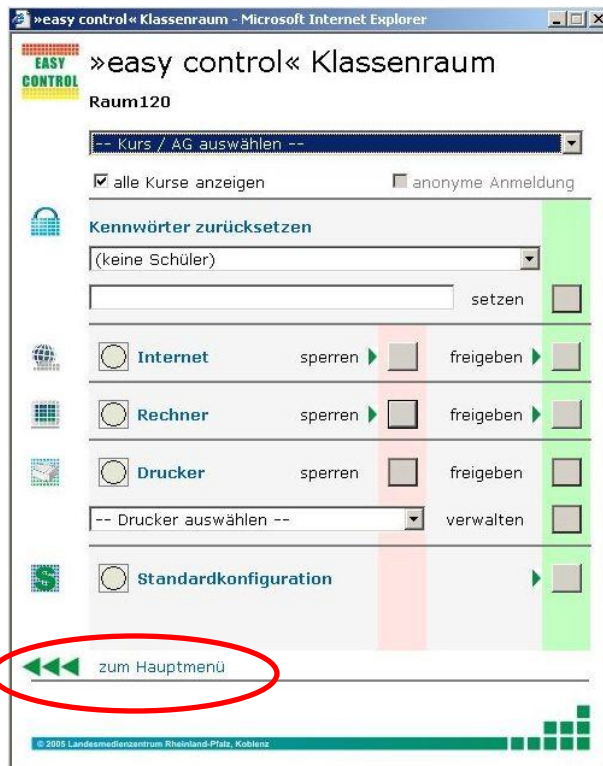 »easy control« Klassenraum - Microsoft Internet Explorer
EASY
CONTROL
»easy control« Klassenraum
Raum120
-- Kurs / AG auswählen --
alle Kurse anzeigen anonyme Anmeldung
Kennwörter zurücksetzen
(keine Schüler)
setzen
Internet sperren freigeben
Rechner sperren freigeben
Drucker sperren freigeben
-- Drucker auswählen -- verwalten
S Standardkonfiguration
zum Hauptmenü
© 2005 Landesmedienzentrum Rheinland-Pfalz, Koblenz